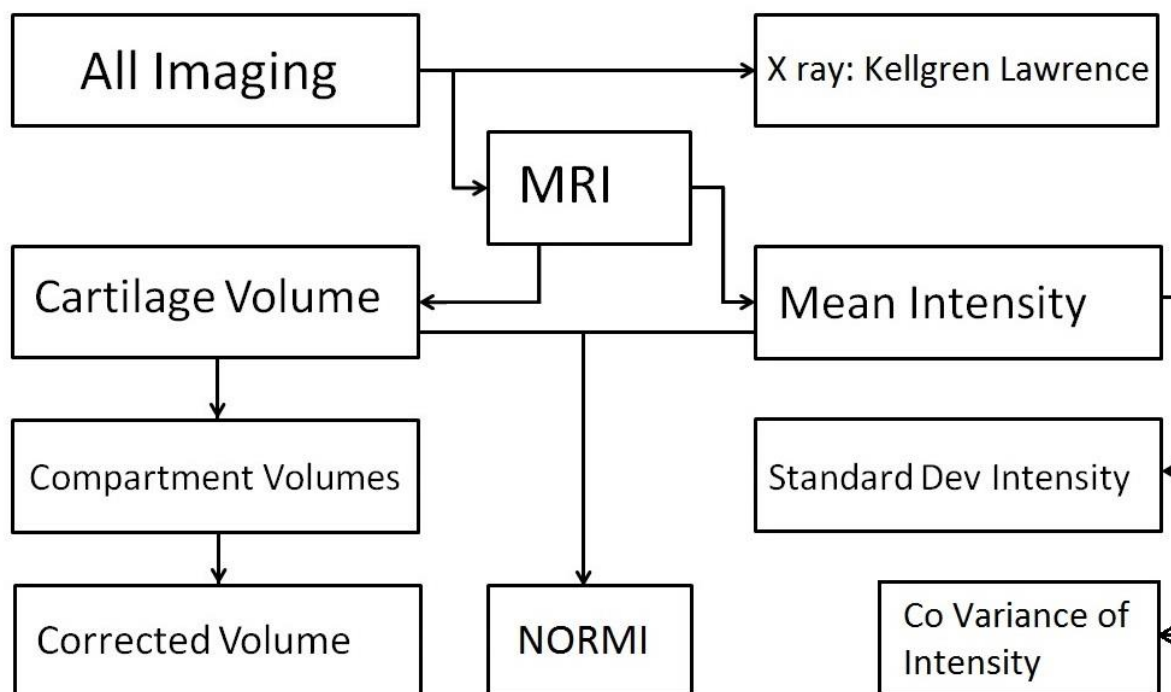 All Imaging
X ray: Kellgren Lawrence
MRI
Cartilage Volume
Mean Intensity
Compartment Volumes
Standard Dev Intensity
Corrected Volume
NORMI
Co Variance of
Intensity